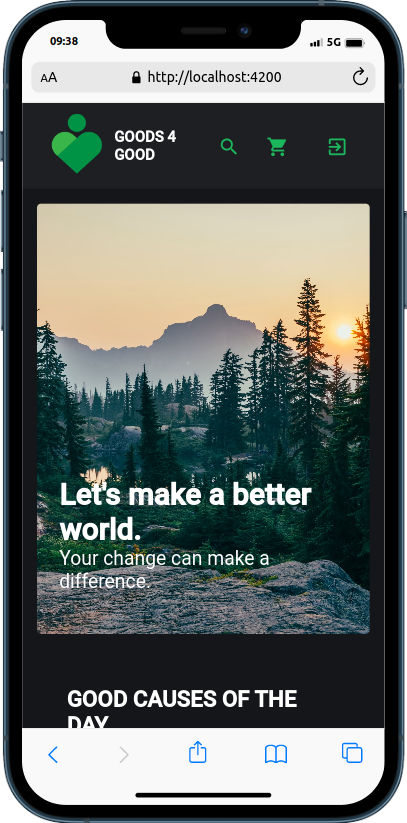 09:38
5G
AA
http://localhost:4200
GOODS 4
GOOD
Let's make a better
world.
Your change can make a
difference.
GOOD CAUSES OF THE
DAY